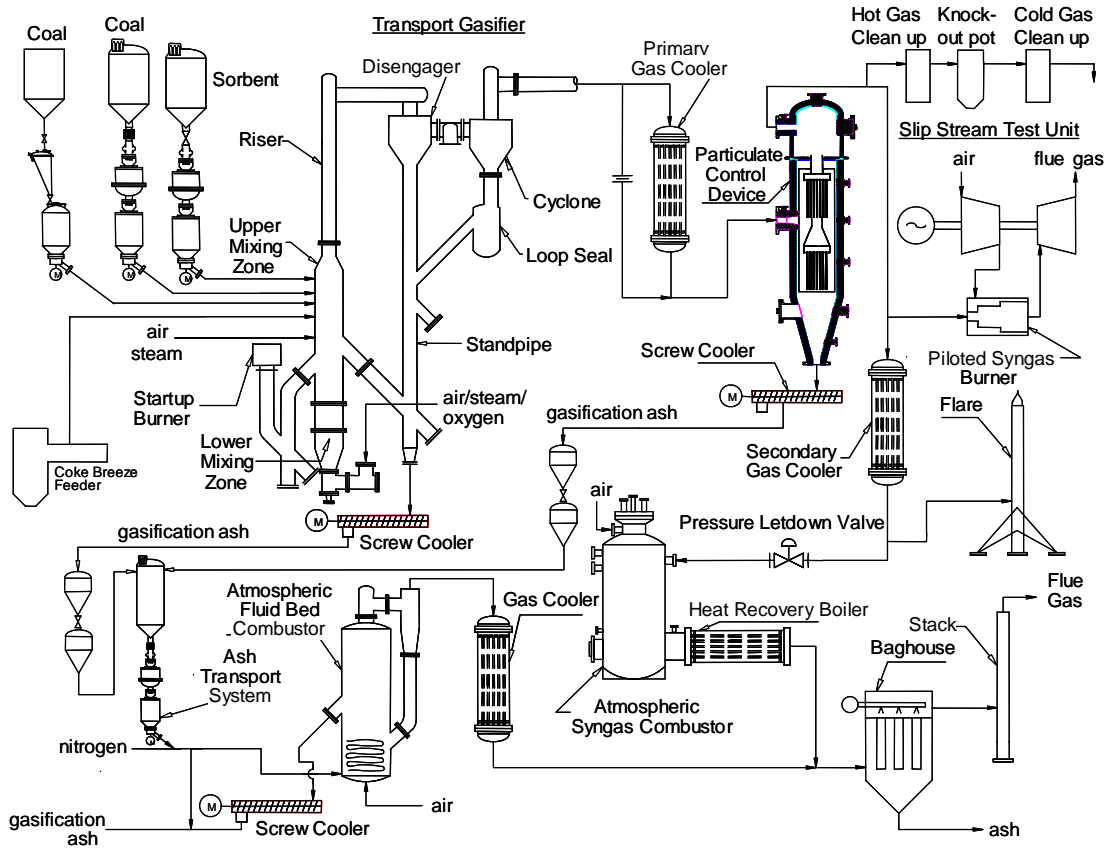 Transport Gasifier
Coal
Coal
Sorbent
Riser
Disengager
Primary
Gas Cooler
Hot Gas
Clean up
Knock-
out pot
Cold Gas
Clean up
Slip Stream Test Unit
air
flue gas
Particulate
Control
Device
Cyclone
Loop Seal
Upper
Mixing
Zone
M
M
M
air
steam
Standpipe
Startup
Burner
air/steam/
oxygen
Lower
Mixing
Zone
Coke Breeze
Feeder
Screw Cooler
M
gasification ash
Piloted Syngas
Burner
Flare
Secondary
Gas Cooler
M
Screw Cooler
gasification ash
air
Pressure Letdown Valve
Atmospheric
Fluid Bed
Combustor
Gas Cooler
Heat Recovery Boiler
Flue
Gas
Stack
Baghouse
Ash
Transport
System
Atmospheric
Syngas Combustor
nitrogen
M
Screw Cooler
air
gasification
ash
ash